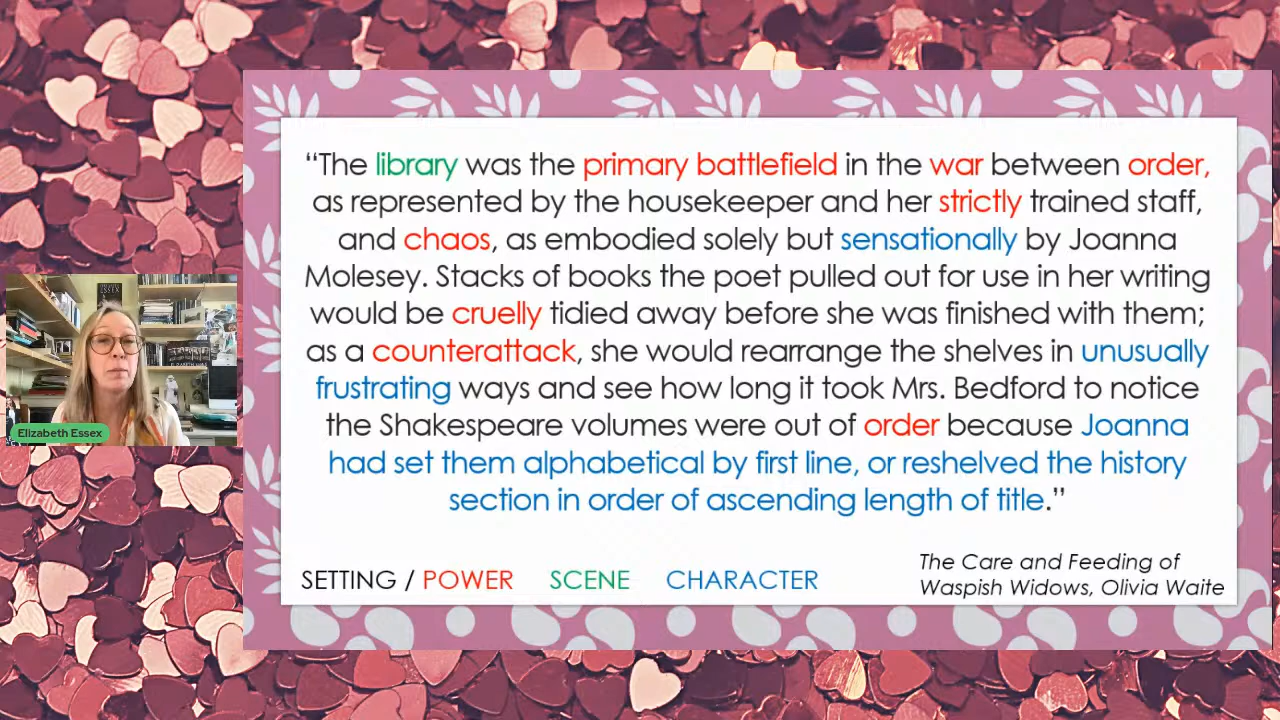 “The library was the primary battlefield in the war between order,
as represented by the housekeeper and her strictly trained staff,
and chaos, as embodied solely but sensationally by Joanna
Molesey. Stacks of books the poet pulled out for use in her writing
would be cruelly tidied away before she was finished with them;
as a counterattack, she would rearrange the shelves in unusually
frustrating ways and see how long it took Mrs. Bedford to notice
the Shakespeare volumes were out of order because Joanna
had set them alphabetical by first line, or reshelved the history
section in order of ascending length of title.”
SETTING / POWER SCENE CHARACTER
The Care and Feeding of
Waspish Widows, Olivia Waite
Elizabeth Essex